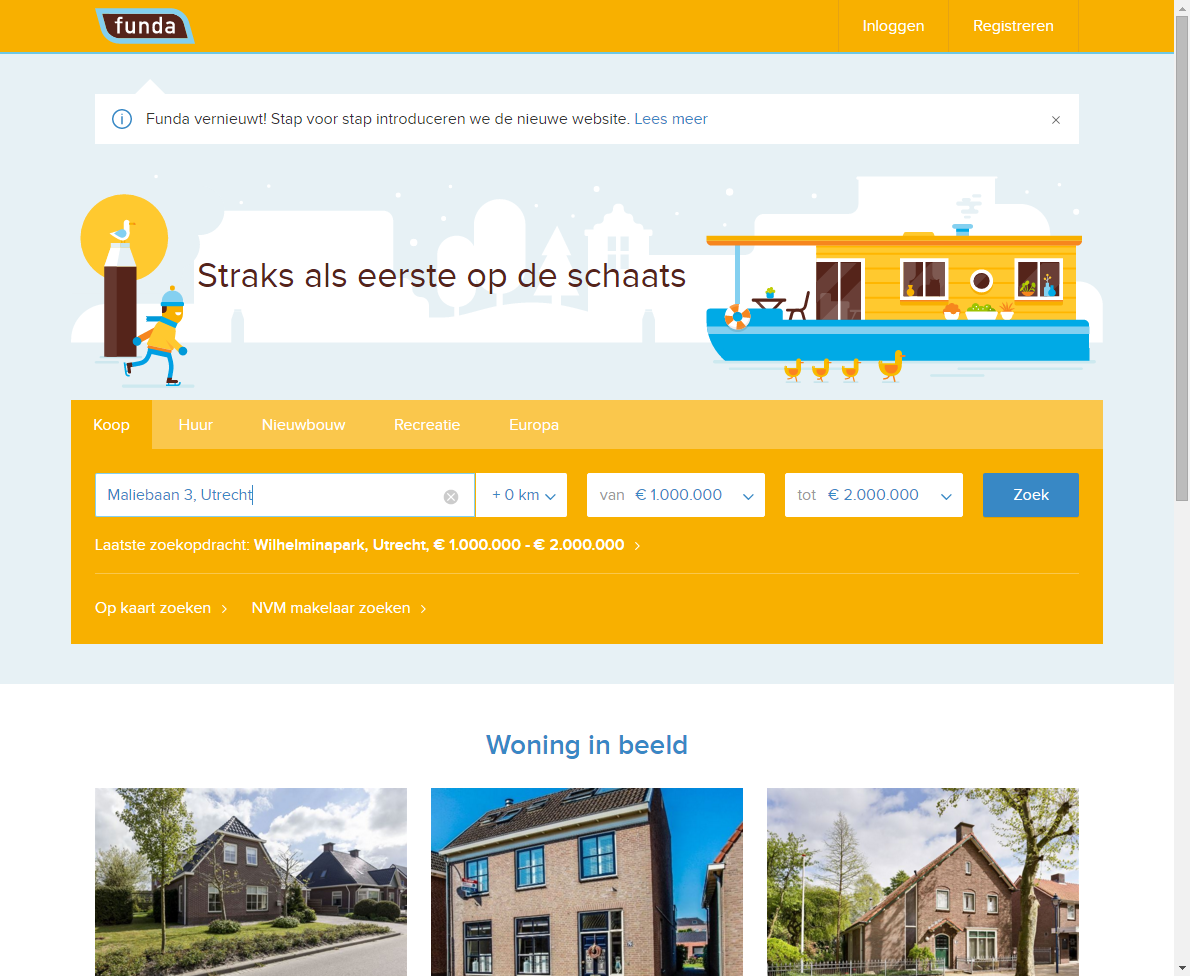 funda
Inloggen
Registreren
Funda vernieuwt! Stap voor stap introduceren we de nieuwe website. Lees meer
Straks als eerste op de schaats
Koop
Huur
Nieuwbouw
Recreatie
Europa
Maliebaan 3, Utrecht
+ 0 km
van € 1.000.000
tot € 2.000.000
Zoek
Laatste zoekopdracht: Wilhelminapark, Utrecht, € 1.000.000 - € 2.000.000
Op kaart zoeken
NVM makelaar zoeken
Woning in beeld